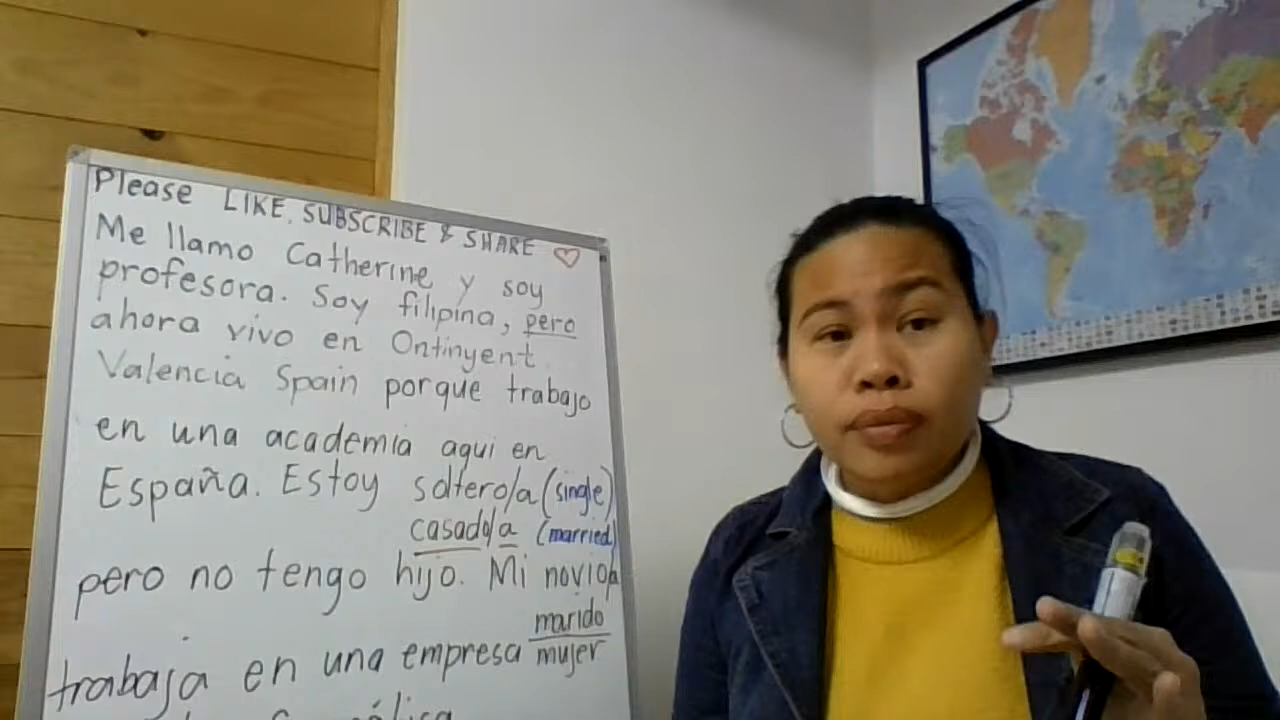 Please LIKE, SUBSCRIBE & SHARE ♡
Me llamo Catherine y soy
profesora. Soy filipina, pero
ahora vivo en Ontinyent.
Valencia Spain porque trabajo
en una academia aqui en
España. Estoy soltero/a (single)
casado/a (married)
pero no tengo hijo. Mi novio/a
marido
trabaja en una empresa mujer